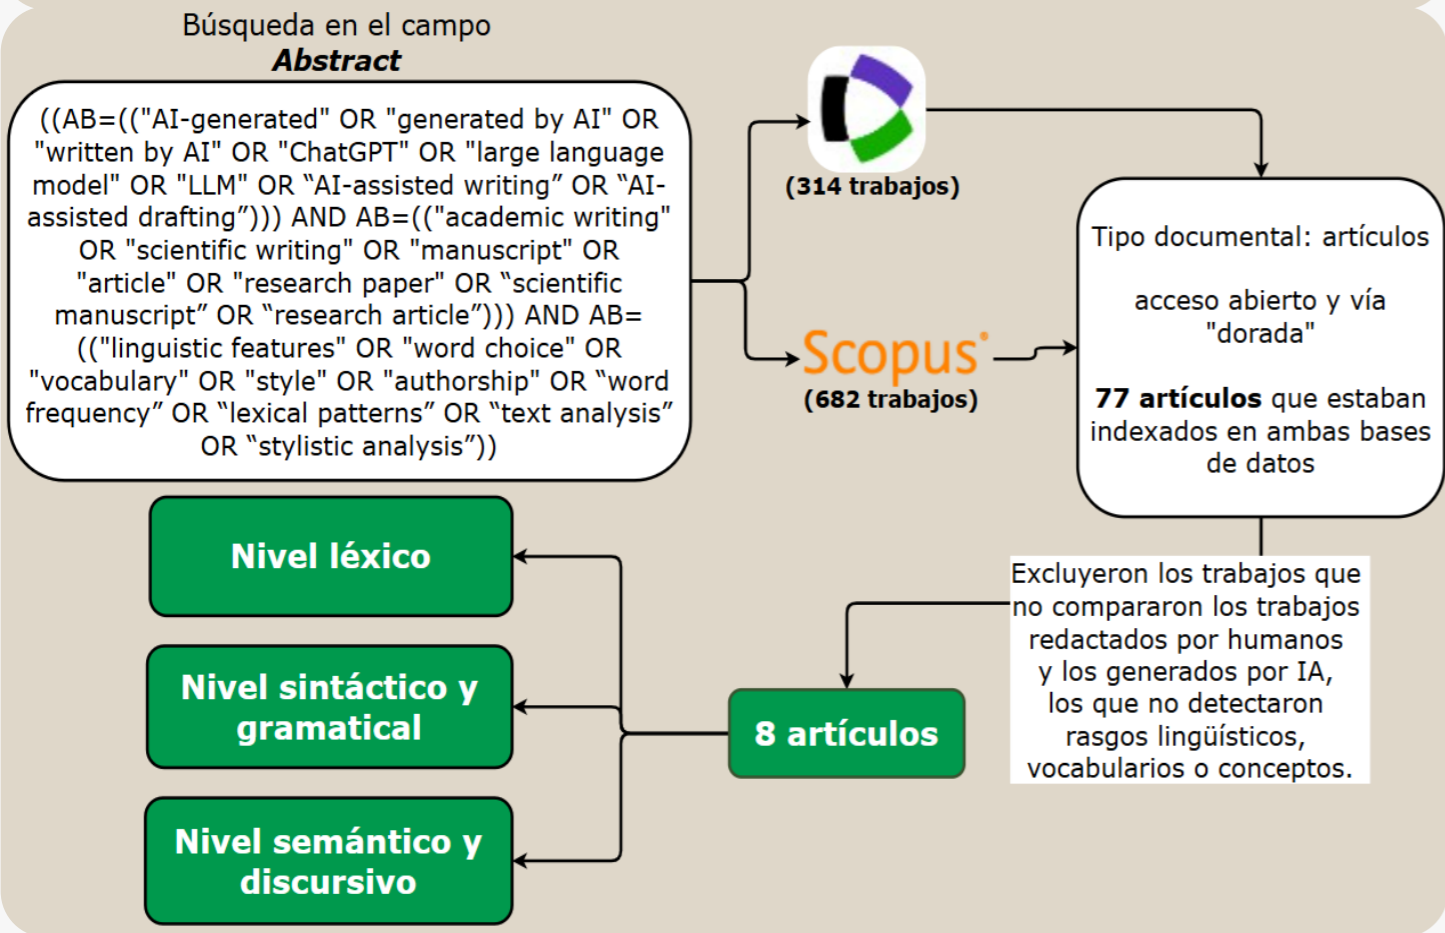 Búsqueda en el campo
Abstract
((AB=(("AI-generated" OR "generated by AI" OR
"written by AI" OR "ChatGPT" OR "large language
model" OR "LLM" OR “AI-assisted writing” OR “AI-
assisted drafting”))) AND AB=(("academic writing"
OR "scientific writing" OR "manuscript" OR
"article" OR "research paper" OR “scientific
manuscript” OR “research article”))) AND AB=
(("linguistic features" OR "word choice" OR
"vocabulary" OR "style" OR "authorship" OR “word
frequency” OR “lexical patterns” OR “text analysis”
OR “stylistic analysis”))
(314 trabajos)
Scopus
(682 trabajos)
Tipo documental: artículos
acceso abierto y vía
"dorada"
77 artículos que estaban
indexados en ambas bases
de datos
Excluyeron los trabajos que
no compararon los trabajos
redactados por humanos
y los generados por IA,
los que no detectaron
rasgos lingüísticos,
vocabularios o conceptos.
8 artículos
Nivel léxico
Nivel sintáctico y
gramatical
Nivel semántico y
discursivo